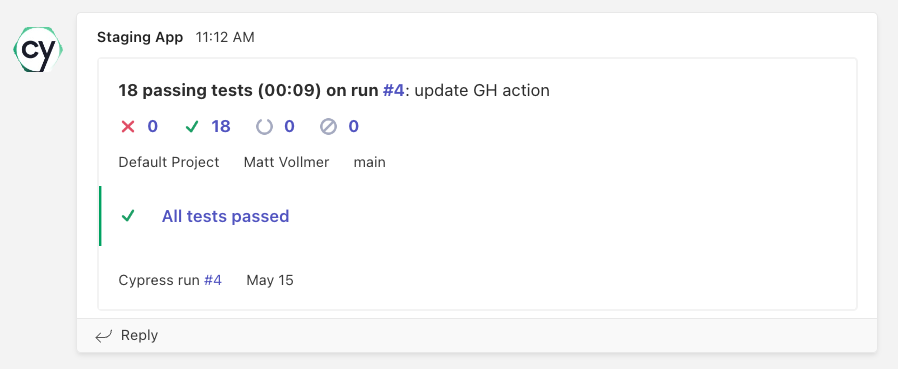 cy
Staging App 11:12 AM
18 passing tests (00:09) on run #4: update GH action
0 18 0 0
Default Project Matt Vollmer main
All tests passed
Cypress run #4 May 15
Reply